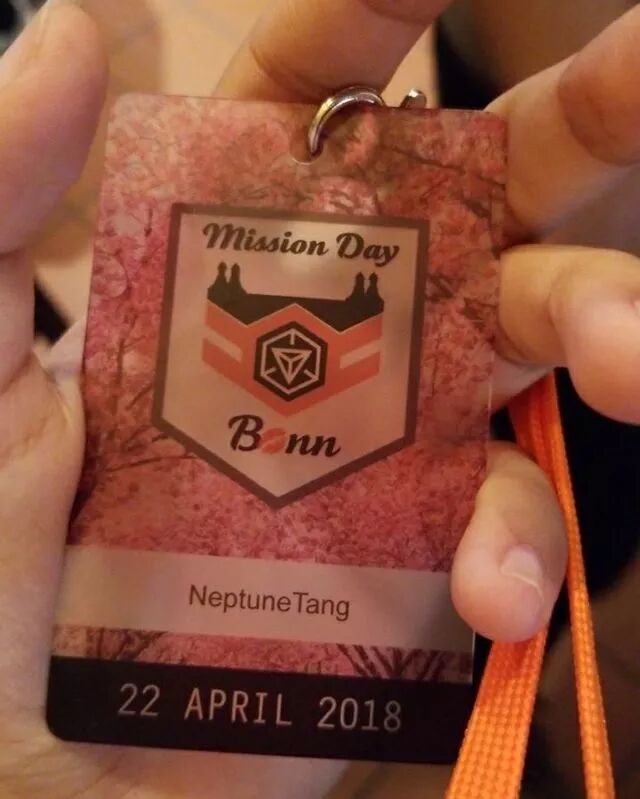 Mission Day
Bonn
NeptuneTang
22 APRIL 2018